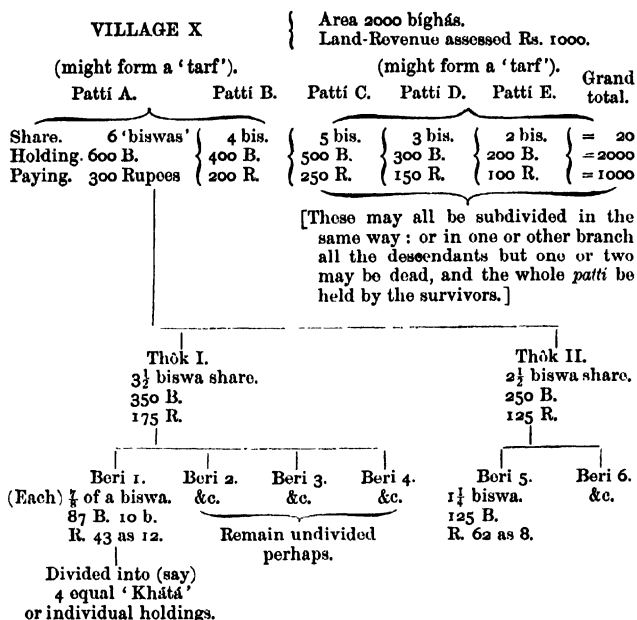 VILLAGE X { Area 2000 bíghás.
Land-Revenue assessed Rs. 1000.
(might form a 'tarf'). (might form a 'tarf').
Pattí A. Pattí B. Pattí C. Pattí D. Pattí E. Grand total.
Share. 6 'biswas' 4 bis. 5 bis. 3 bis. 2 bis. = 20
Holding. 600 B. 400 B. 500 B. 300 B. 200 B. =2000
Paying. 300 Rupees 200 R. 250 R. 150 R. 100 R. =1000
[These may all be subdivided in the
same way: or in one or other branch
all the descendants but one or two
may be dead, and the whole pattí be
held by the survivors.]
Thôk I. Thôk II.
3½ biswa share. 2½ biswa share.
350 B. 250 B.
175 R. 125 R.
Beri 1. Beri 2. Beri 3. Beri 4. Beri 5. Beri 6.
(Each) ⅞ of a biswa. &c. &c. &c. 1¼ biswa. &c.
87 B. 10 b. 125 B.
R. 43 as 12. R. 62 as 8.
Remain undivided
perhaps.
Divided into (say)
4 equal 'Khátá'
or individual holdings.